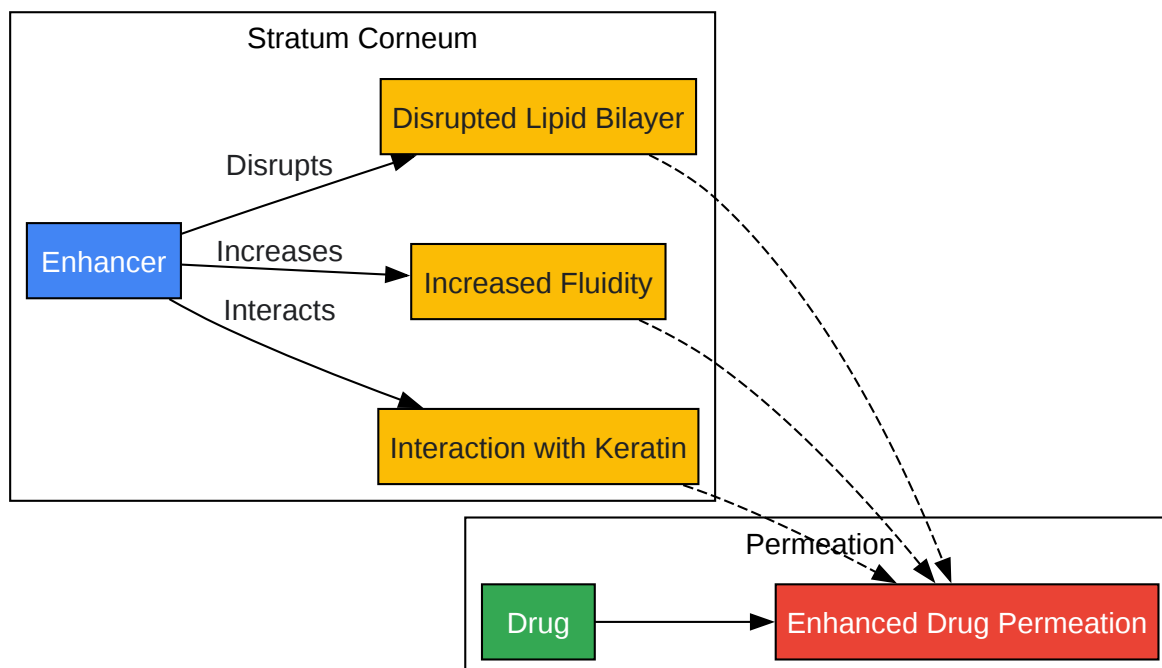 Stratum Corneum
Disrupted Lipid Bilayer
Disrupts
Enhancer
Increases
Increased Fluidity
Interacts
Interaction with Keratin
Permeation
Drug
Enhanced Drug Permeation